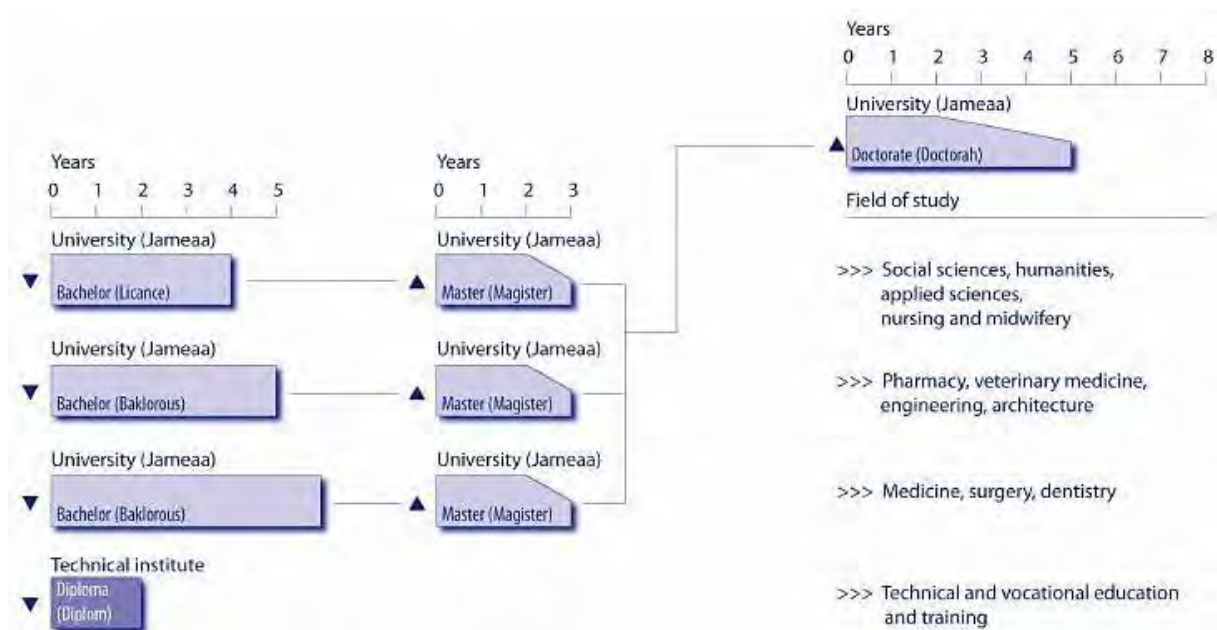 Years
0 1 2 3 4 5 6 7 8
University (Jameaa)
Doctorate (Doctorah)
Field of study
Years
0 1 2 3 4 5
Years
0 1 2 3
University (Jameaa)
Bachelor (Licance)
University (Jameaa)
Master (Magister)
>>> Social sciences, humanities,
applied sciences,
nursing and midwifery
University (Jameaa)
Bachelor (Baklorous)
University (Jameaa)
Master (Magister)
>>> Pharmacy, veterinary medicine,
engineering, architecture
University (Jameaa)
Bachelor (Baklorous)
University (Jameaa)
Master (Magister)
>>> Medicine, surgery, dentistry
Technical institute
Diploma
(Diplom)
>>> Technical and vocational education
and training